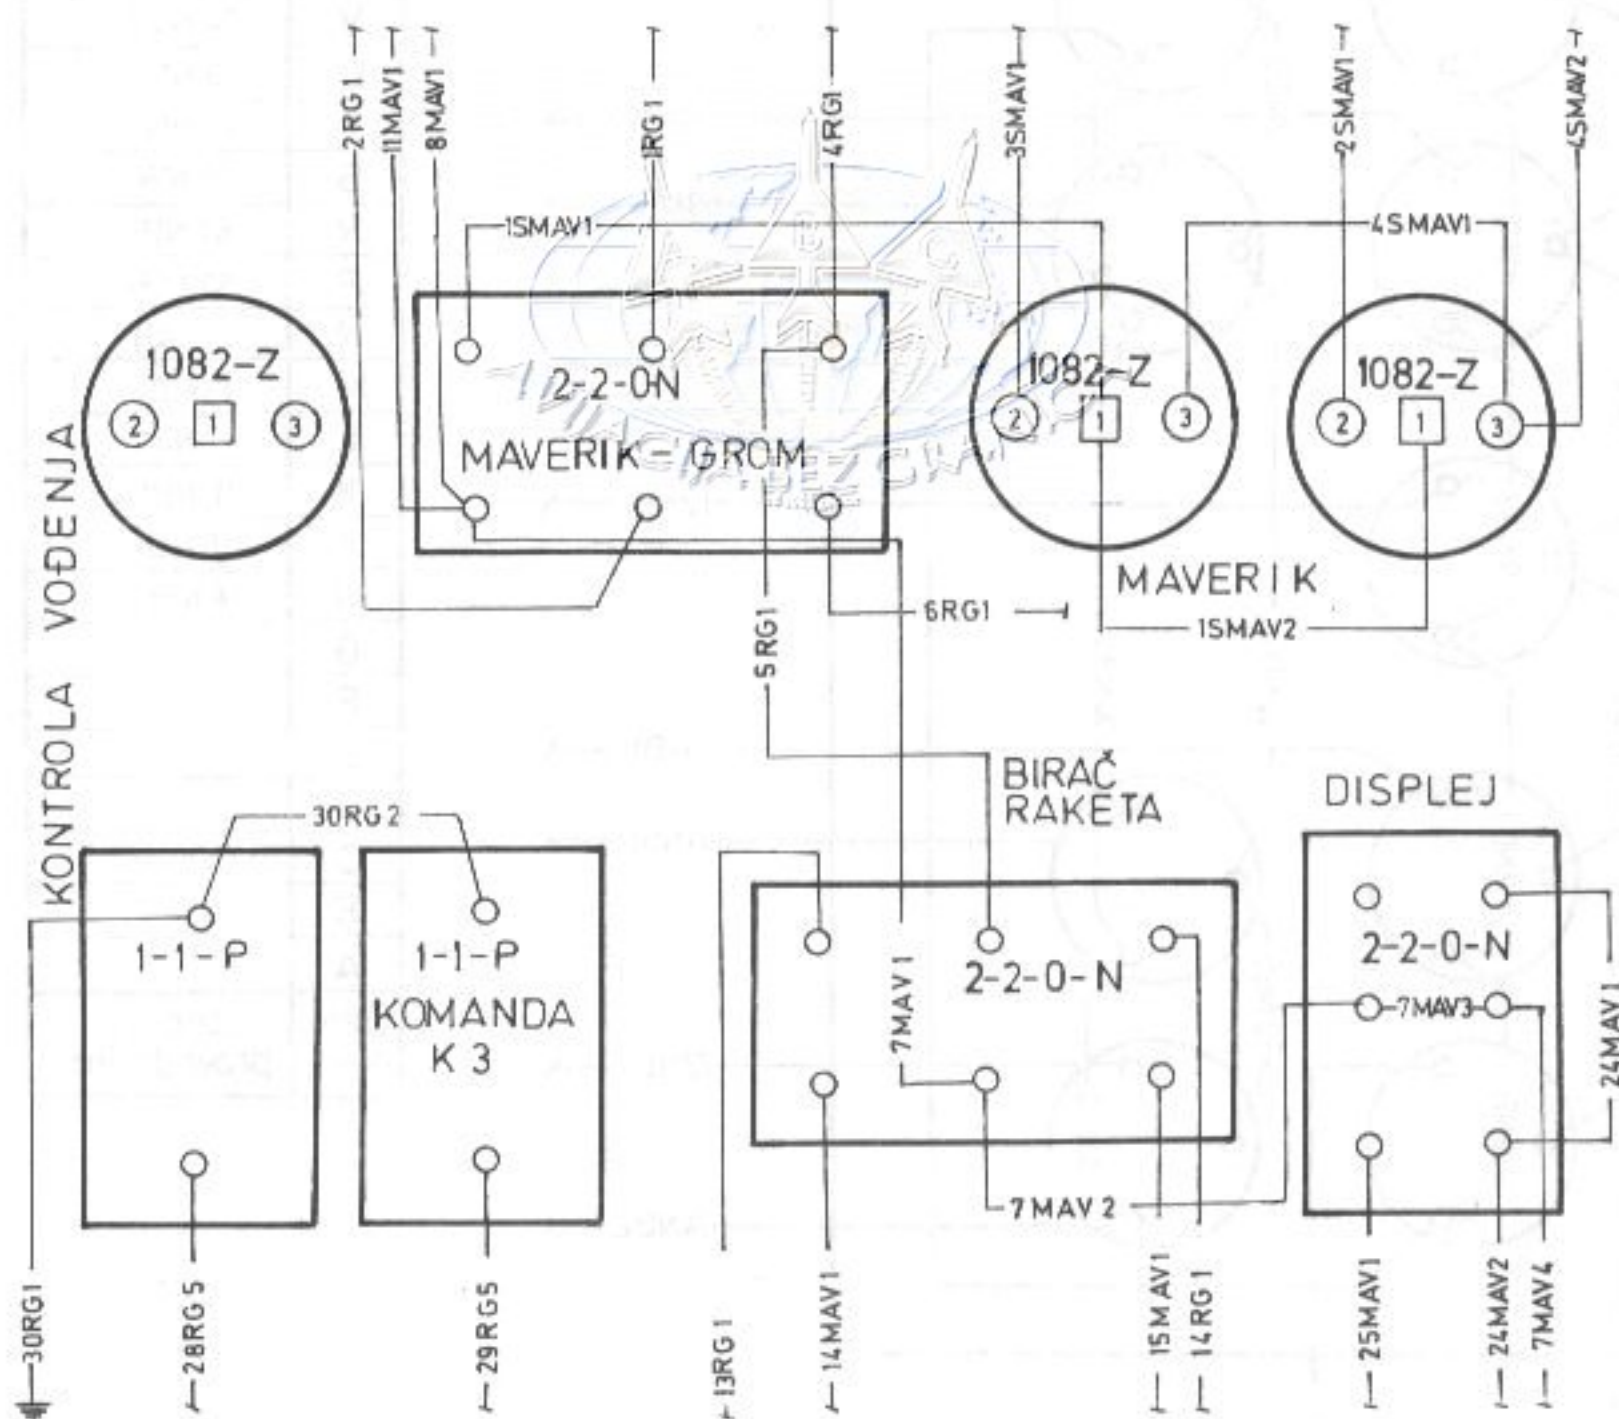 2RG1
11MAV1
8MAV1
1RG1
4RG1
3SMAV1
2SMAV1
4SMAV2
1SMAV1
4SMAV1
1082-Z
2 1 3
2-2-0N
MAVERIK-GROM
1082-Z
2 1 3
1082-Z
2 1 3
MAVERIK
1SMAV2
6RG1
5RG1
KONTROLA VOĐENJA
30RG2
1-1-P
1-1-P
KOMANDA
K3
BIRAČ
RAKETA
2-2-0-N
7MAV1
7MAV2
DISPLEJ
2-2-0-N
7MAV3
24MAV1
30RG1
28RG5
29RG5
13RG1
14MAV1
15MAV1
14RG1
25MAV1
24MAV2
7MAV4